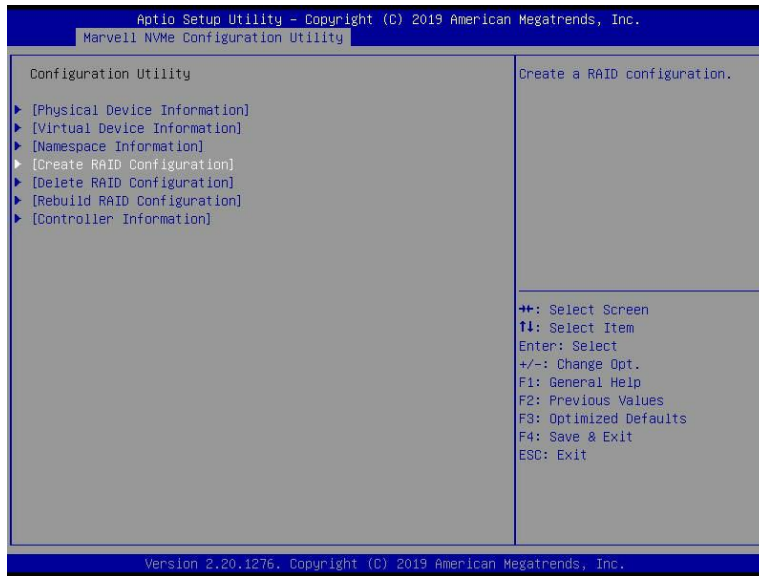 Aptio Setup Utility – Copyright (C) 2019 American Megatrends, Inc.
Marvell NVMe Configuration Utility
Configuration Utility
[Physical Device Information]
[Virtual Device Information]
[Namespace Information]
[Create RAID Configuration]
[Delete RAID Configuration]
[Rebuild RAID Configuration]
[Controller Information]
Create a RAID configuration.
→←: Select Screen
↑↓: Select Item
Enter: Select
+/-: Change Opt.
F1: General Help
F2: Previous Values
F3: Optimized Defaults
F4: Save & Exit
ESC: Exit
Version 2.20.1276. Copyright (C) 2019 American Megatrends, Inc.